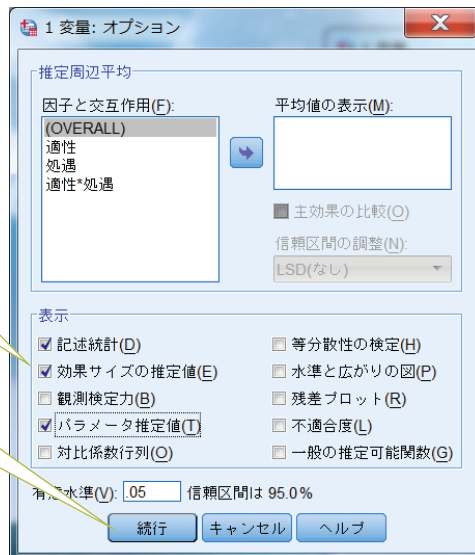 1 変量: オプション
推定周辺平均
因子と交互作用(F):
(OVERALL)
適性
処遇
適性*処遇
平均値の表示(M):
主効果の比較(O)
信頼区間の調整(N):
LSD(なし)
表示
記述統計(D)
効果サイズの推定値(E)
観測検定力(B)
パラメータ推定値(T)
対比係数行列(O)
等分散性の検定(H)
水準と広がりの図(P)
残差プロット(R)
不適合度(L)
一般の推定可能関数(G)
有意水準(V): .05 信頼区間は 95.0%
続行 キャンセル ヘルプ